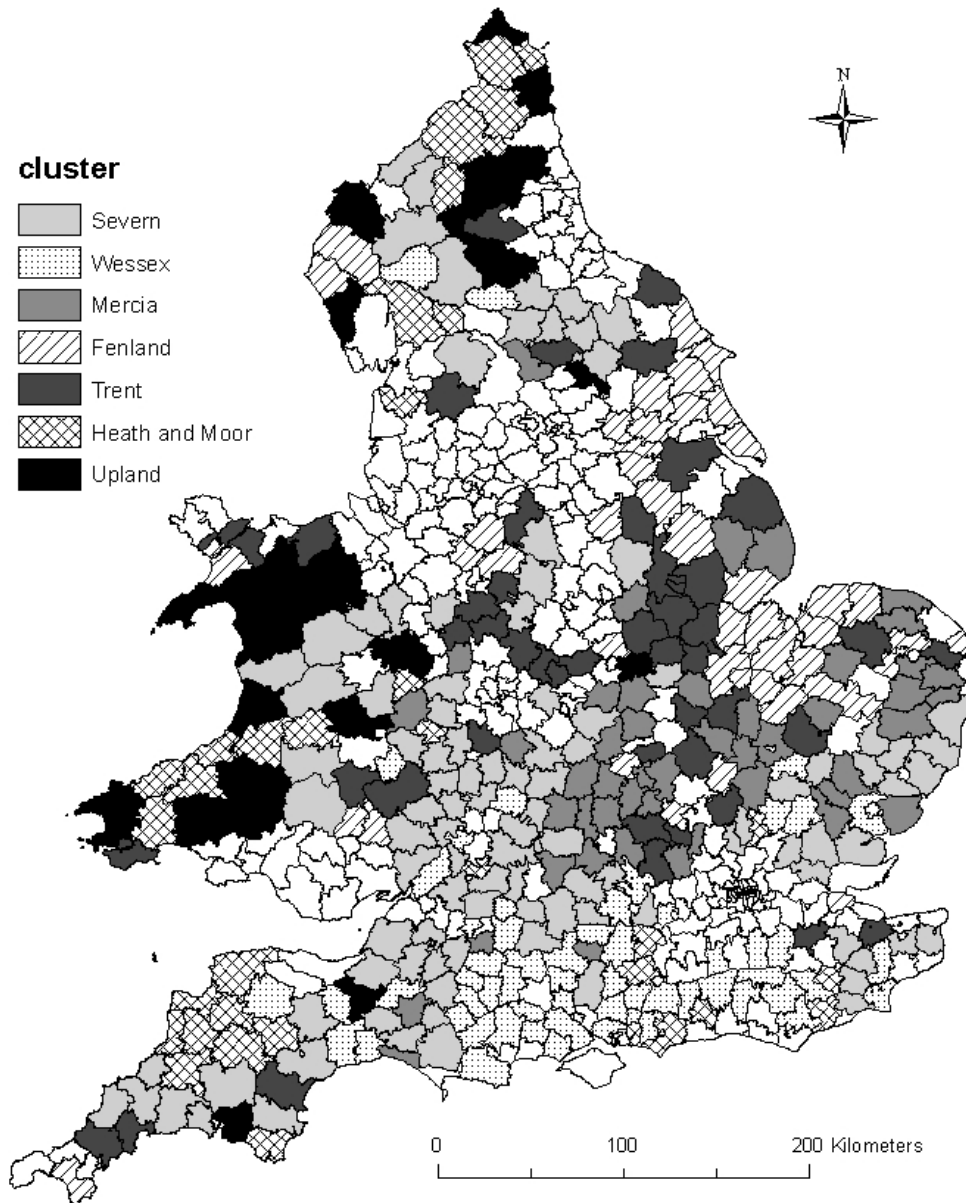 N
cluster
Severn
Wessex
Mercia
Fenland
Trent
Heath and Moor
Upland
0 100 200 Kilometers